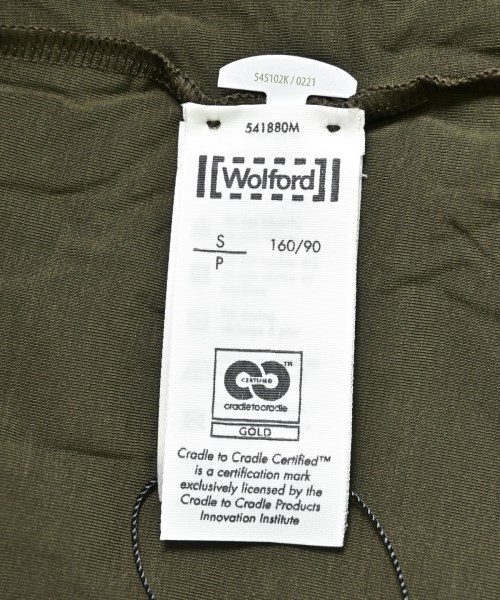 545102K / 0221
541880M
Wolford
S 160/90
P
CERTIFIED
cradletocradle
TM
GOLD
Cradle to Cradle Certified™
is a certification mark
exclusively licensed by the
Cradle to Cradle Products
Innovation Institute